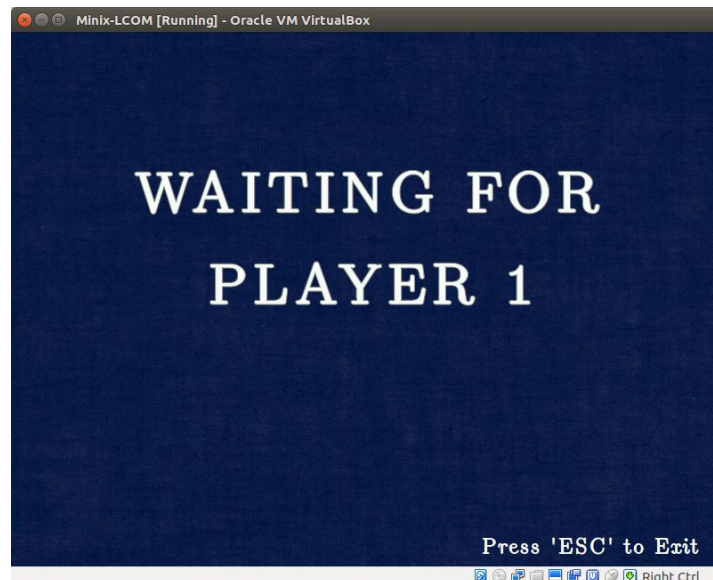 Minix-LCOM [Running] - Oracle VM VirtualBox
WAITING FOR
PLAYER 1
Press 'ESC' to Exit
Right Ctrl